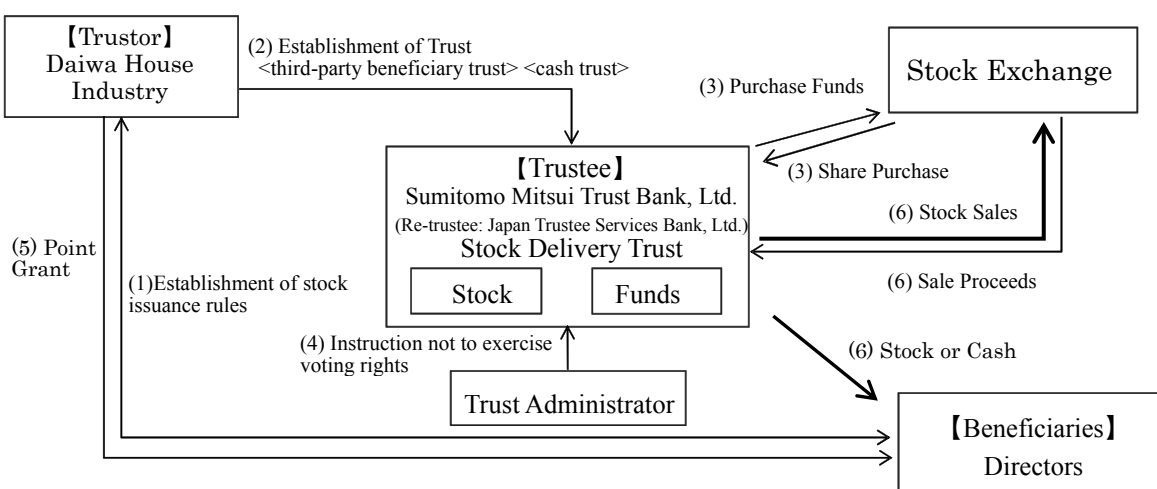 【Trustor】
Daiwa House
Industry
(2) Establishment of Trust
<third-party beneficiary trust> <cash trust>
Stock Exchange
(3) Purchase Funds
(3) Share Purchase
【Trustee】
Sumitomo Mitsui Trust Bank, Ltd.
(Re-trustee: Japan Trustee Services Bank, Ltd.)
Stock Delivery Trust
Stock
Funds
(6) Stock Sales
(6) Sale Proceeds
(5) Point
Grant
(1)Establishment of stock
issuance rules
(4) Instruction not to exercise
voting rights
(6) Stock or Cash
Trust Administrator
【Beneficiaries】
Directors